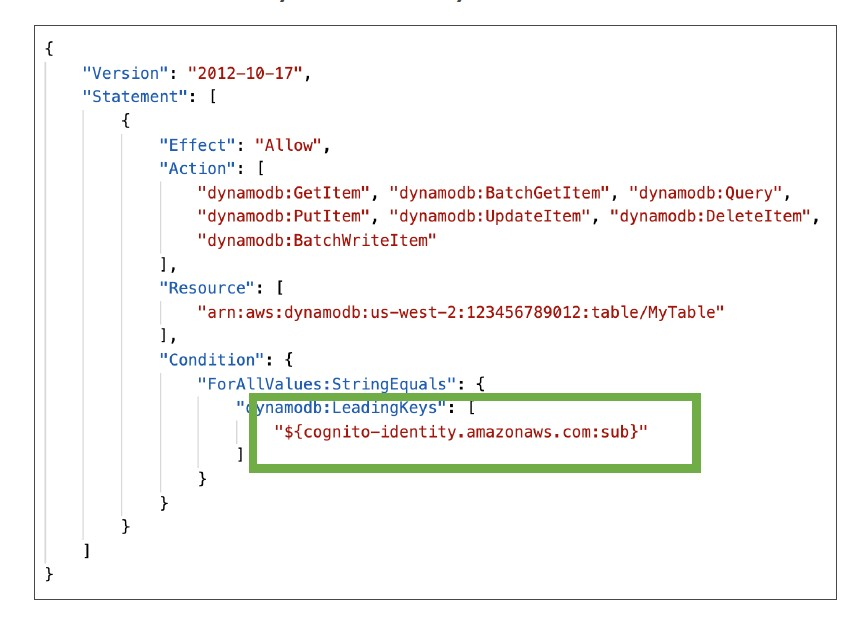 {
"Version": "2012-10-17",
"Statement": [
{
"Effect": "Allow",
"Action": [
"dynamodb:GetItem", "dynamodb:BatchGetItem", "dynamodb:Query",
"dynamodb:PutItem", "dynamodb:UpdateItem", "dynamodb:DeleteItem",
"dynamodb:BatchWriteItem"
],
"Resource": [
"arn:aws:dynamodb:us-west-2:123456789012:table/MyTable"
],
"Condition": {
"ForAllValues:StringEquals": {
"dynamodb:LeadingKeys": [
"${cognito-identity.amazonaws.com:sub}"
]
}
}
}
]
}